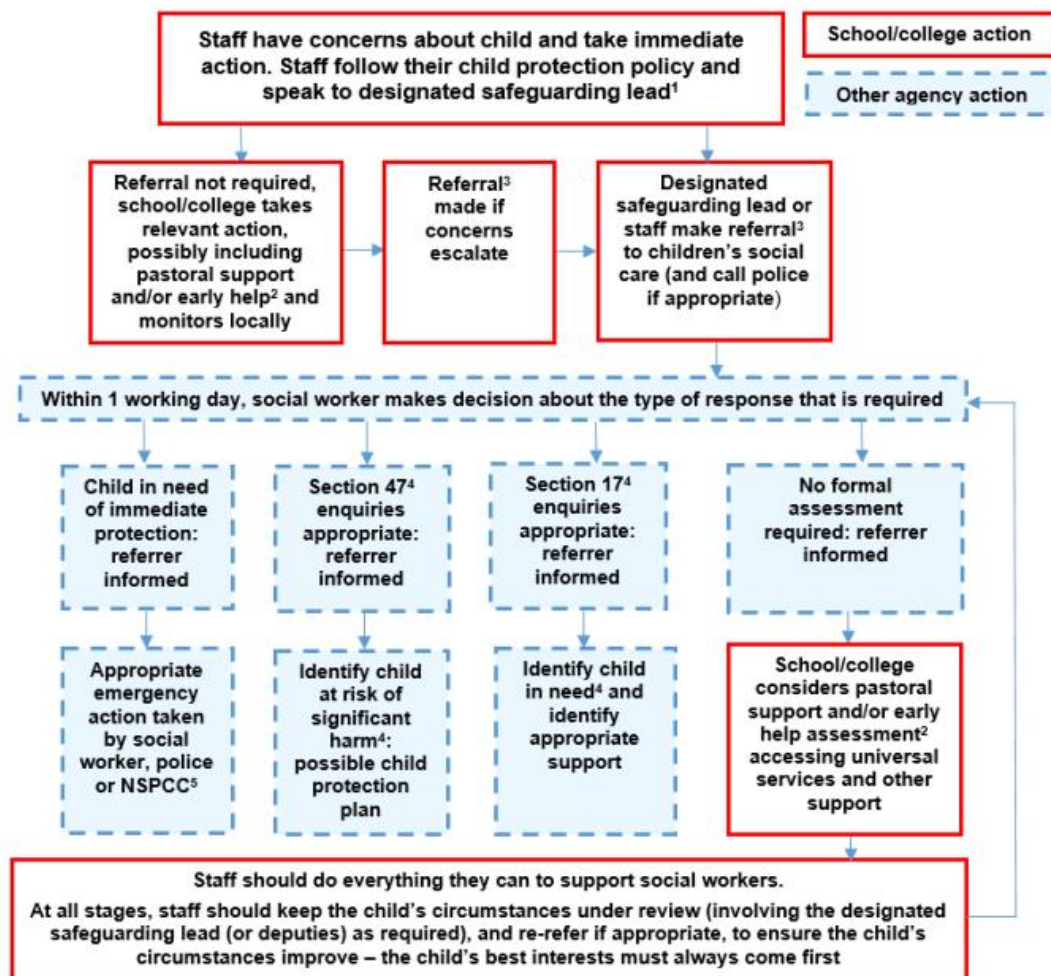 Staff have concerns about child and take immediate
action. Staff follow their child protection policy and
speak to designated safeguarding lead¹
School/college action
Other agency action
Referral not required,
school/college takes
relevant action,
possibly including
pastoral support
and/or early help² and
monitors locally
Referral³
made if
concerns
escalate
Designated
safeguarding lead or
staff make referral³
to children’s social
care (and call police
if appropriate)
Within 1 working day, social worker makes decision about the type of response that is required
Child in need
of immediate
protection:
referrer
informed
Section 47⁴
enquiries
appropriate:
referrer
informed
Section 17⁴
enquiries
appropriate:
referrer
informed
No formal
assessment
required: referrer
informed
Appropriate
emergency
action taken
by social
worker, police
or NSPCC⁵
Identify child
at risk of
significant
harm⁴:
possible child
protection
plan
Identify child
in need⁴ and
identify
appropriate
support
School/college
considers pastoral
support and/or early
help assessment²
accessing universal
services and other
support
Staff should do everything they can to support social workers.
At all stages, staff should keep the child’s circumstances under review (involving the designated
safeguarding lead (or deputies) as required), and re-refer if appropriate, to ensure the child’s
circumstances improve – the child’s best interests must always come first